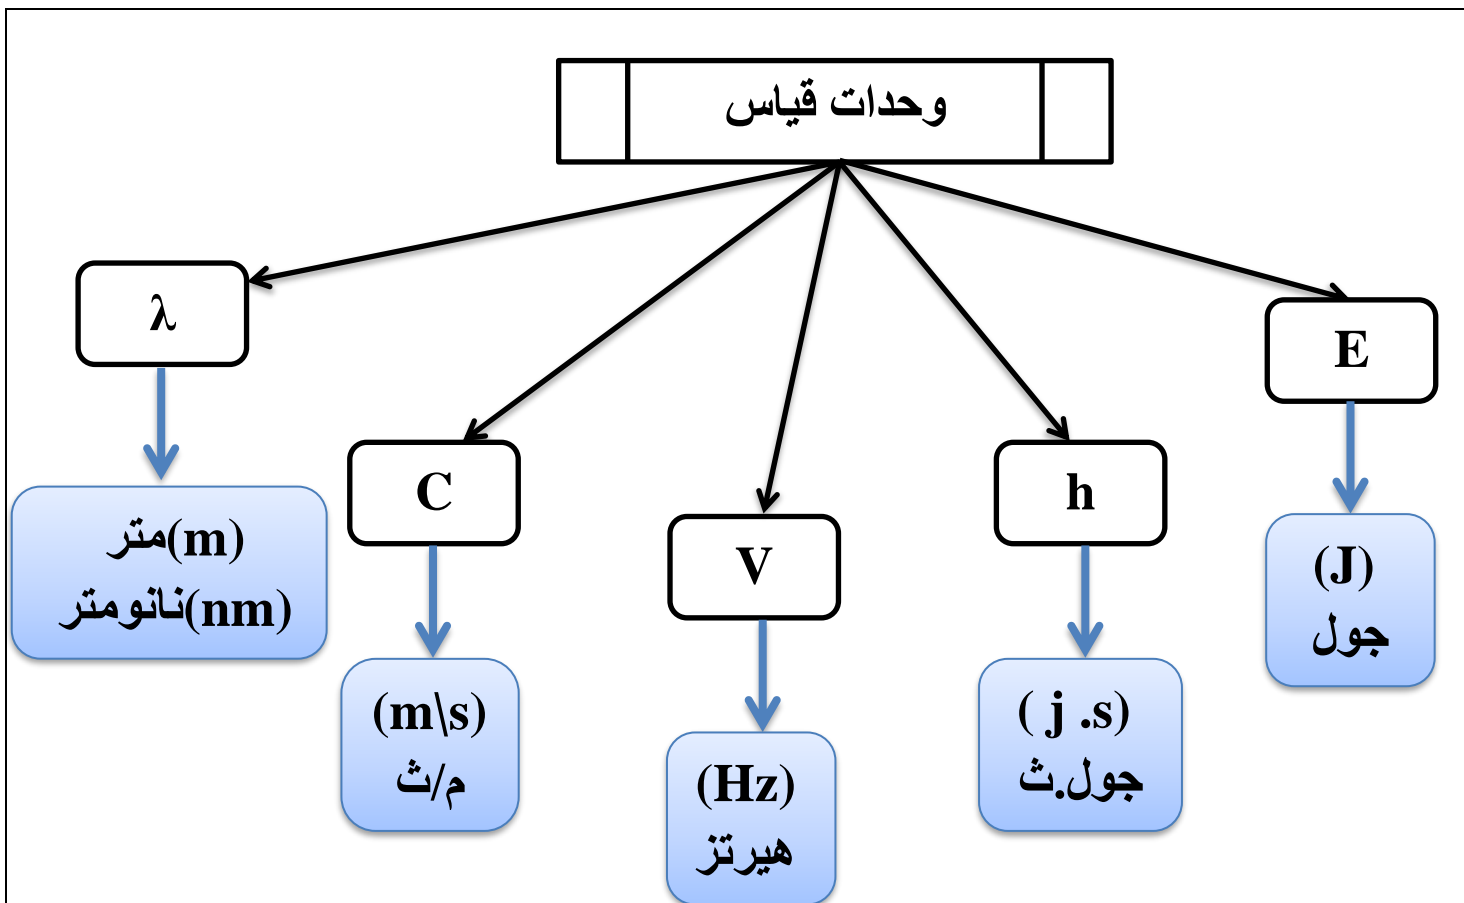 وحدات قياس
E
(J)
جول
h
( j .s)
جول.ث
V
(Hz)
هيرتز
C
(m\s)
م/ث
λ
متر(m)
نانومتر(nm)